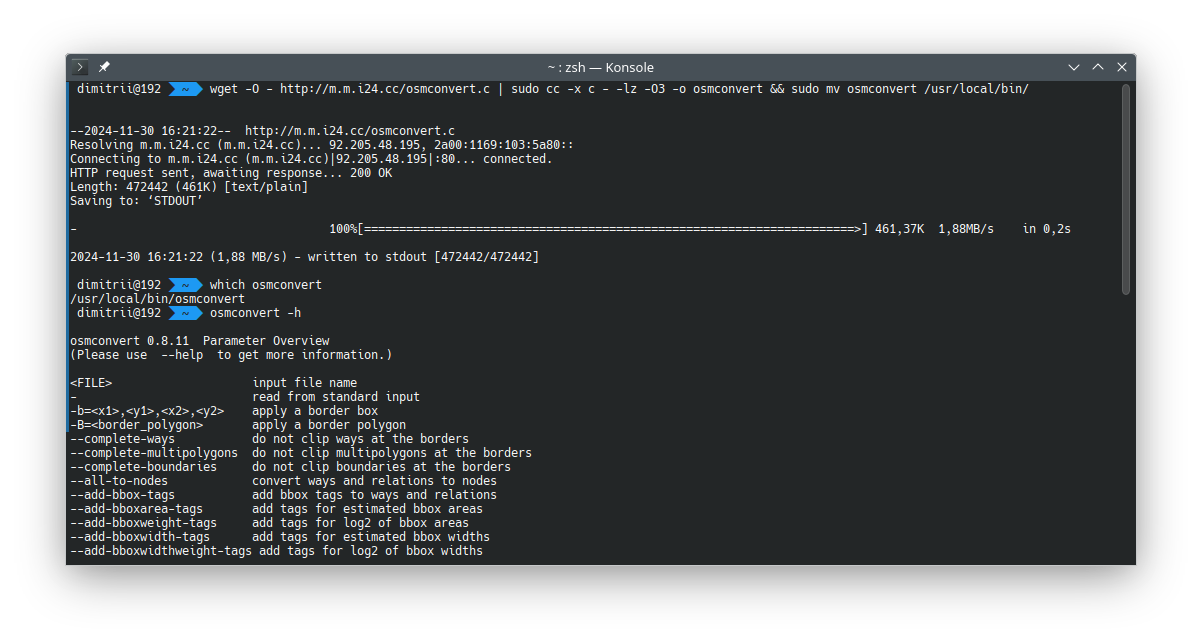 ~ : zsh — Konsole
dimitrii@192 ~ wget -O - http://m.m.i24.cc/osmconvert.c | sudo cc -x c - -lz -O3 -o osmconvert && sudo mv osmconvert /usr/local/bin/
--2024-11-30 16:21:22--  http://m.m.i24.cc/osmconvert.c
Resolving m.m.i24.cc (m.m.i24.cc)... 92.205.48.195, 2a00:1169:103:5a80::
Connecting to m.m.i24.cc (m.m.i24.cc)|92.205.48.195|:80... connected.
HTTP request sent, awaiting response... 200 OK
Length: 472442 (461K) [text/plain]
Saving to: ‘STDOUT’
- 100%[======================================================================>] 461,37K  1,88MB/s    in 0,2s
2024-11-30 16:21:22 (1,88 MB/s) - written to stdout [472442/472442]
dimitrii@192 ~ which osmconvert
/usr/local/bin/osmconvert
dimitrii@192 ~ osmconvert -h
osmconvert 0.8.11  Parameter Overview
(Please use  --help  to get more information.)
<FILE>                    input file name
-                         read from standard input
-b=<x1>,<y1>,<x2>,<y2>    apply a border box
-B=<border_polygon>       apply a border polygon
--complete-ways           do not clip ways at the borders
--complete-multipolygons  do not clip multipolygons at the borders
--complete-boundaries     do not clip boundaries at the borders
--all-to-nodes            convert ways and relations to nodes
--add-bbox-tags           add bbox tags to ways and relations
--add-bboxarea-tags       add tags for estimated bbox areas
--add-bboxweight-tags     add tags for log2 of bbox areas
--add-bboxwidth-tags      add tags for estimated bbox widths
--add-bboxwidthweight-tags add tags for log2 of bbox widths